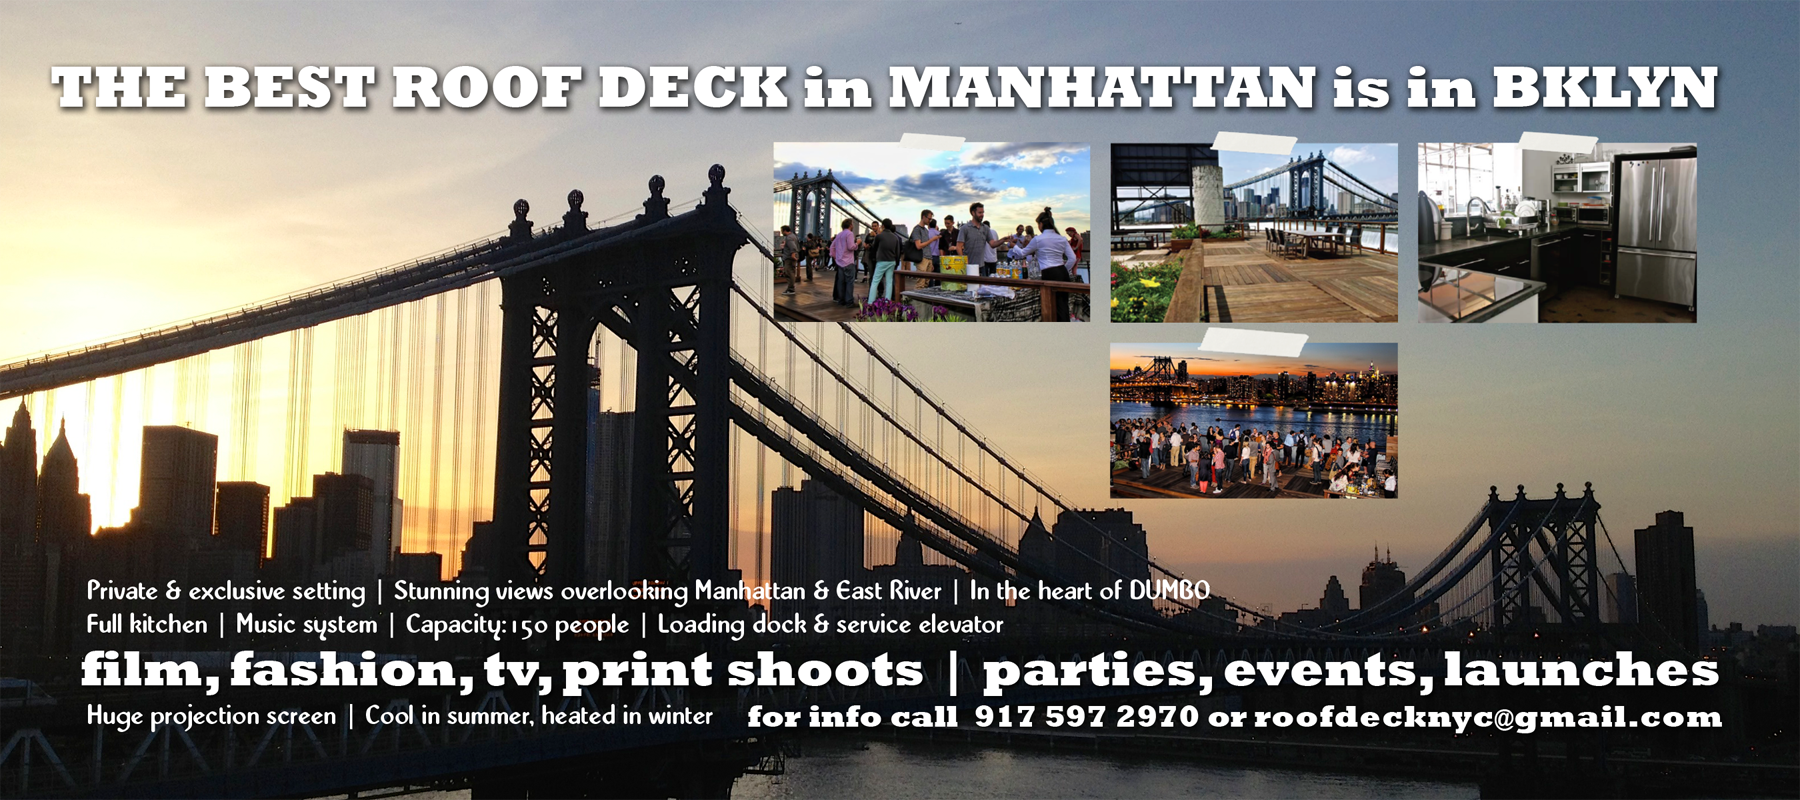 THE BEST ROOF DECK in MANHATTAN is in BKLYN
Private & exclusive setting | Stunning views overlooking Manhattan & East River | In the heart of DUMBO
Full kitchen | Music system | Capacity: 150 people | Loading dock & service elevator
film, fashion, tv, print shoots | parties, events, launches
Huge projection screen | Cool in summer, heated in winter for info call 917 597 2970 or roofdecknyc@gmail.com